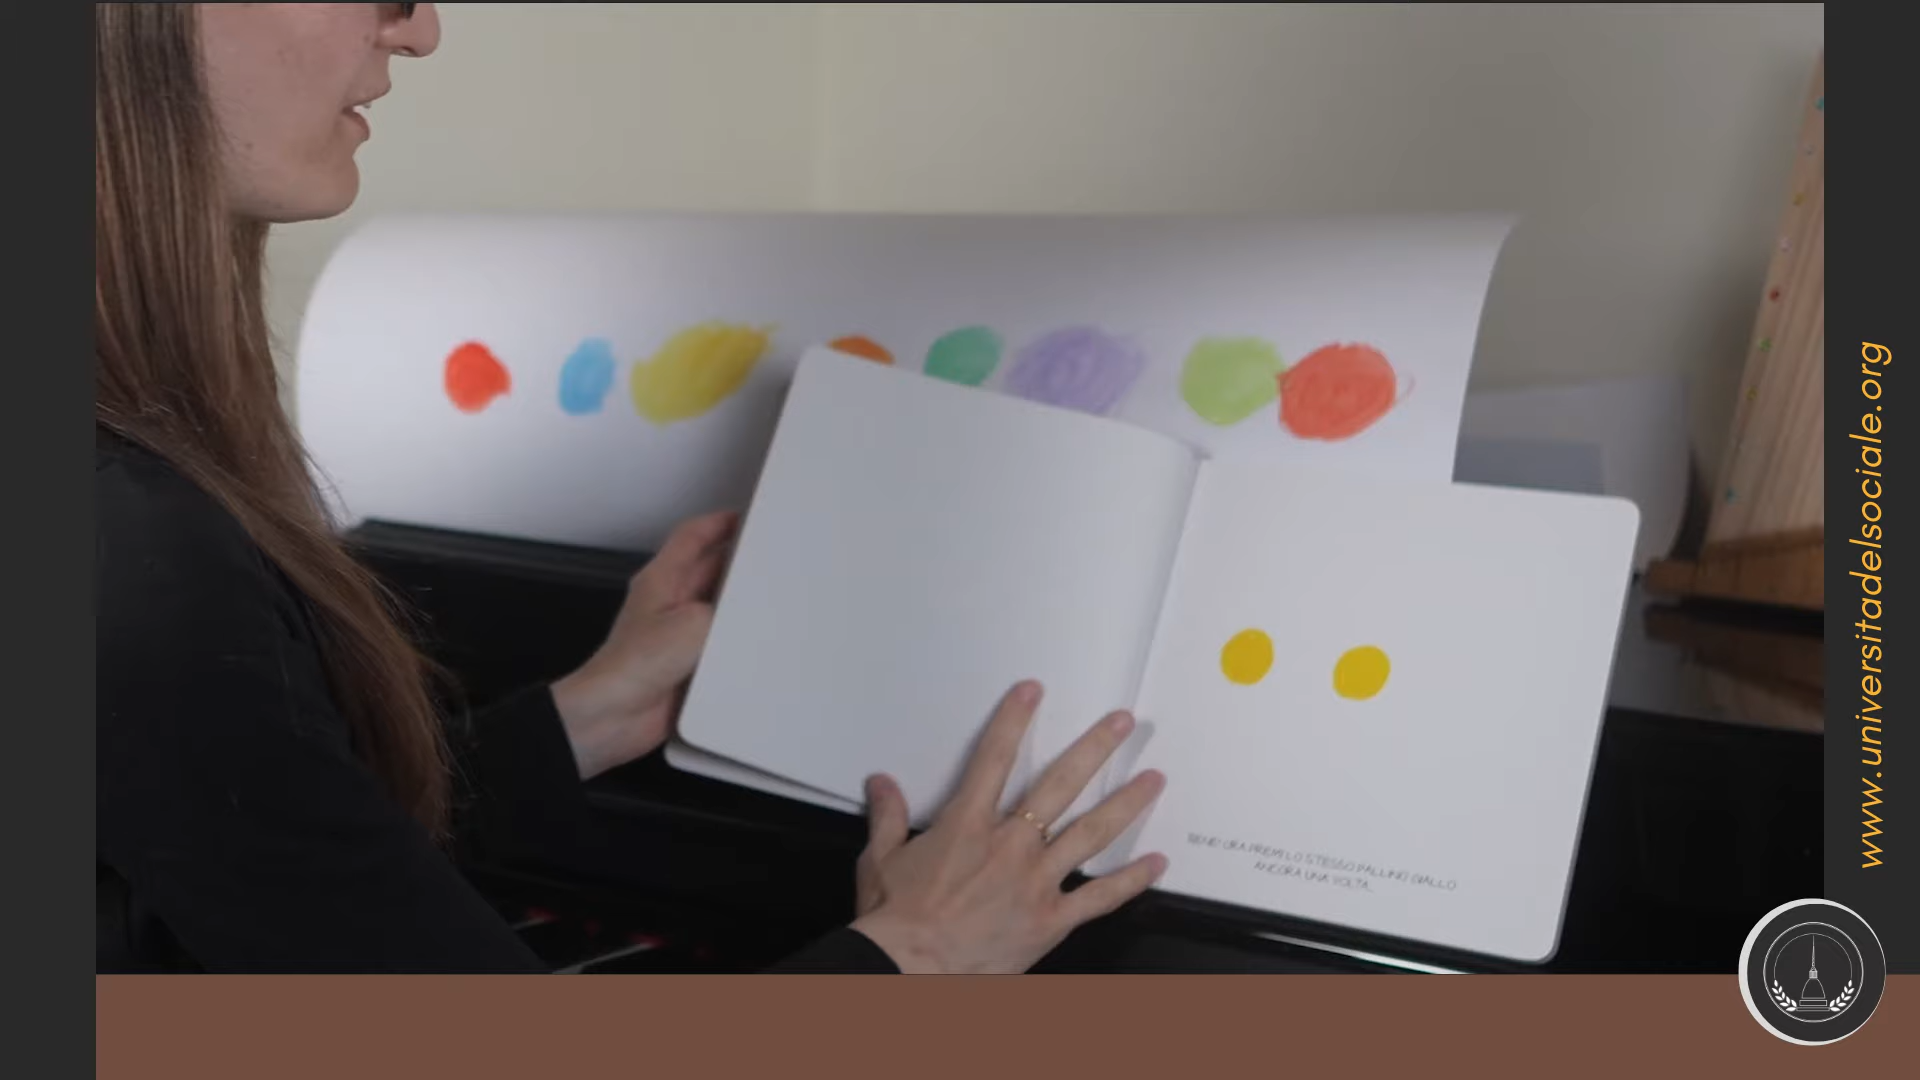 BENE! ORA PREMI LO STESSO PALLINO GIALLO
ANCORA UNA VOLTA...
www.universitadelsociale.org